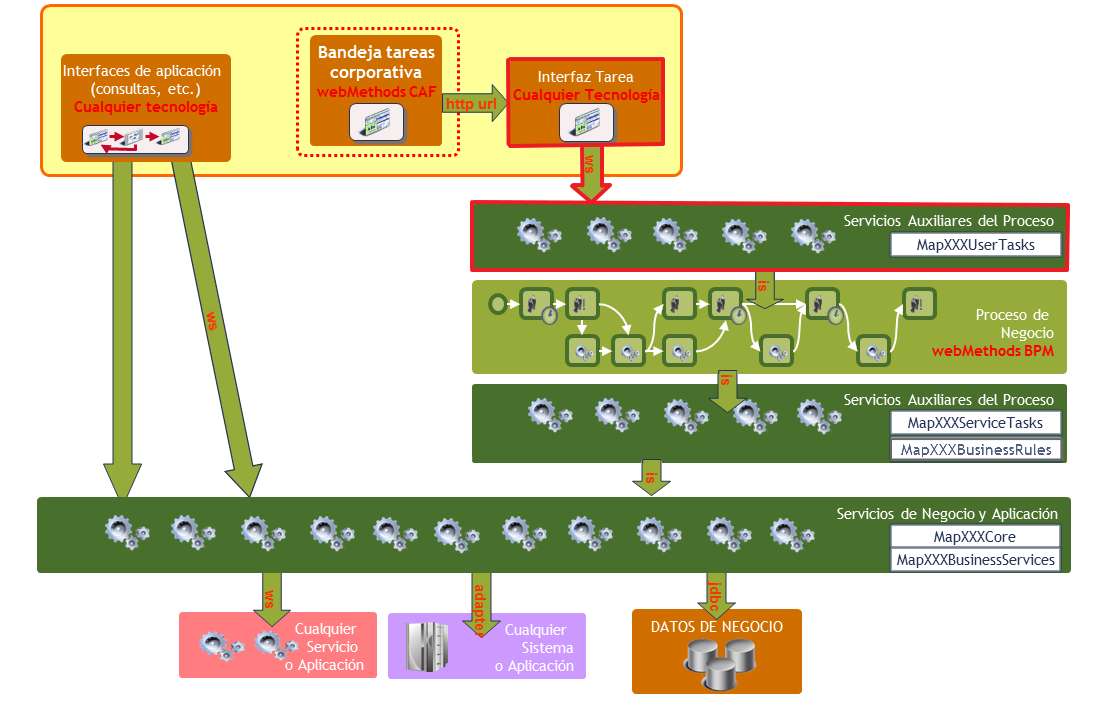 Interfaces de aplicación
(consultas, etc.)
Cualquier tecnología
Bandeja tareas
corporativa
webMethods CAF
http url
Interfaz Tarea
Cualquier Tecnología
ws
Servicios Auxiliares del Proceso
MapXXXUserTasks
is
Proceso de
Negocio
webMethods BPM
ws
is
Servicios Auxiliares del Proceso
MapXXXServiceTasks
MapXXXBusinessRules
is
Servicios de Negocio y Aplicación
MapXXXCore
MapXXXBusinessServices
ws
adapter
jdbc
Cualquier
Servicio
o Aplicación
Cualquier
Sistema
o Aplicación
DATOS DE NEGOCIO